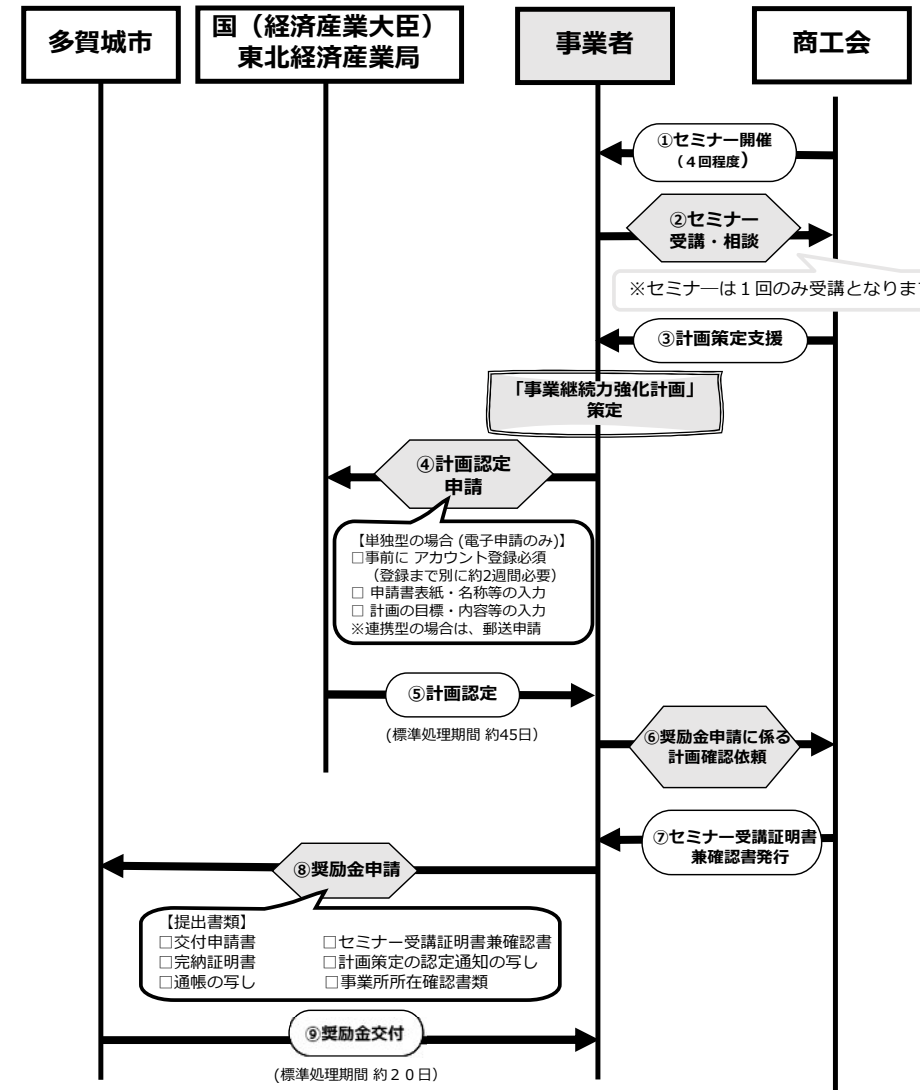 多賀城市
国（経済産業大臣）
東北経済産業局
事業者
商工会
①セミナー開催
（４回程度）
②セミナー
受講・相談
※セミナ―は１回のみ受講となりま
③計画策定支援
「事業継続力強化計画」
策定
④計画認定
申請
【単独型の場合 (電子申請のみ)】
□事前に アカウント登録必須
（登録まで別に約2週間必要）
□ 申請書表紙・名称等の入力
□ 計画の目標・内容等の入力
※連携型の場合は、郵送申請
⑤計画認定
(標準処理期間 約45日）
⑥奨励金申請に係る
計画確認依頼
⑦セミナー受講証明書
兼確認書発行
⑧奨励金申請
【提出書類】
□交付申請書 □セミナー受講証明書兼確認書
□完納証明書 □計画策定の認定通知の写し
□通帳の写し □事業所所在確認書類
⑨奨励金交付
(標準処理期間 約２０日）